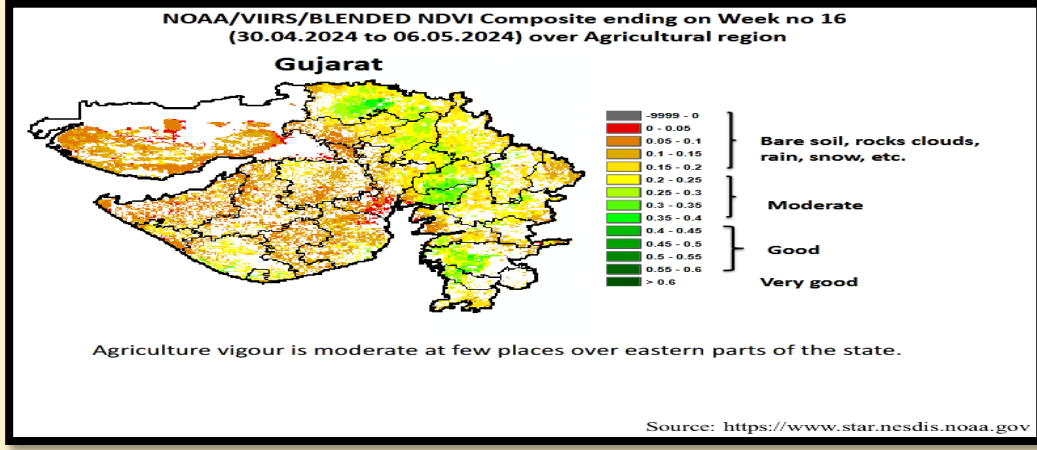 NOAA/VIIRS/BLENDED NDVI Composite ending on Week no 16
(30.04.2024 to 06.05.2024) over Agricultural region
Gujarat
-9999 - 0
0 - 0.05
0.05 - 0.1
0.1 - 0.15
0.15 - 0.2
0.2 - 0.25
0.25 - 0.3
0.3 - 0.35
0.35 - 0.4
0.4 - 0.45
0.45 - 0.5
0.5 - 0.55
0.55 - 0.6
> 0.6
Bare soil, rocks clouds,
rain, snow, etc.
Moderate
Good
Very good
Agriculture vigour is moderate at few places over eastern parts of the state.
Source: https://www.star.nesdis.noaa.gov